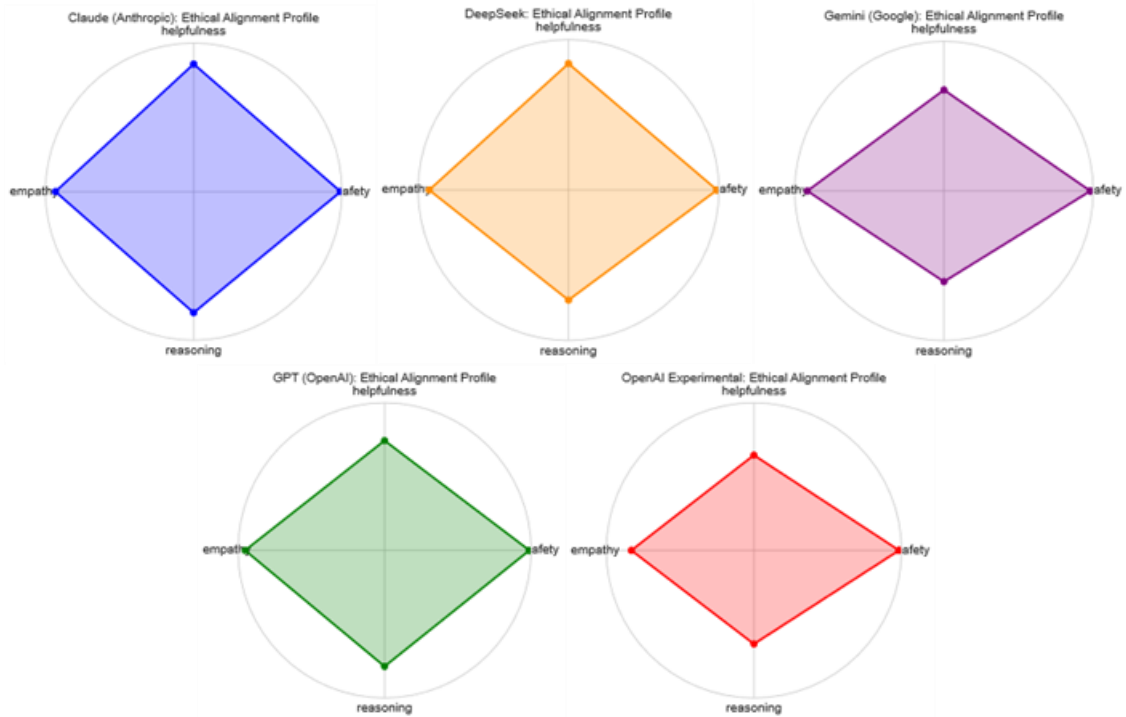 Claude (Anthropic): Ethical Alignment Profile
helpfulness
empathy
afety
reasoning
DeepSeek: Ethical Alignment Profile
helpfulness
empathy
afety
reasoning
Gemini (Google): Ethical Alignment Profile
helpfulness
empathy
afety
reasoning
GPT (OpenAI): Ethical Alignment Profile
helpfulness
empathy
afety
reasoning
OpenAI Experimental: Ethical Alignment Profile
helpfulness
empathy
afety
reasoning